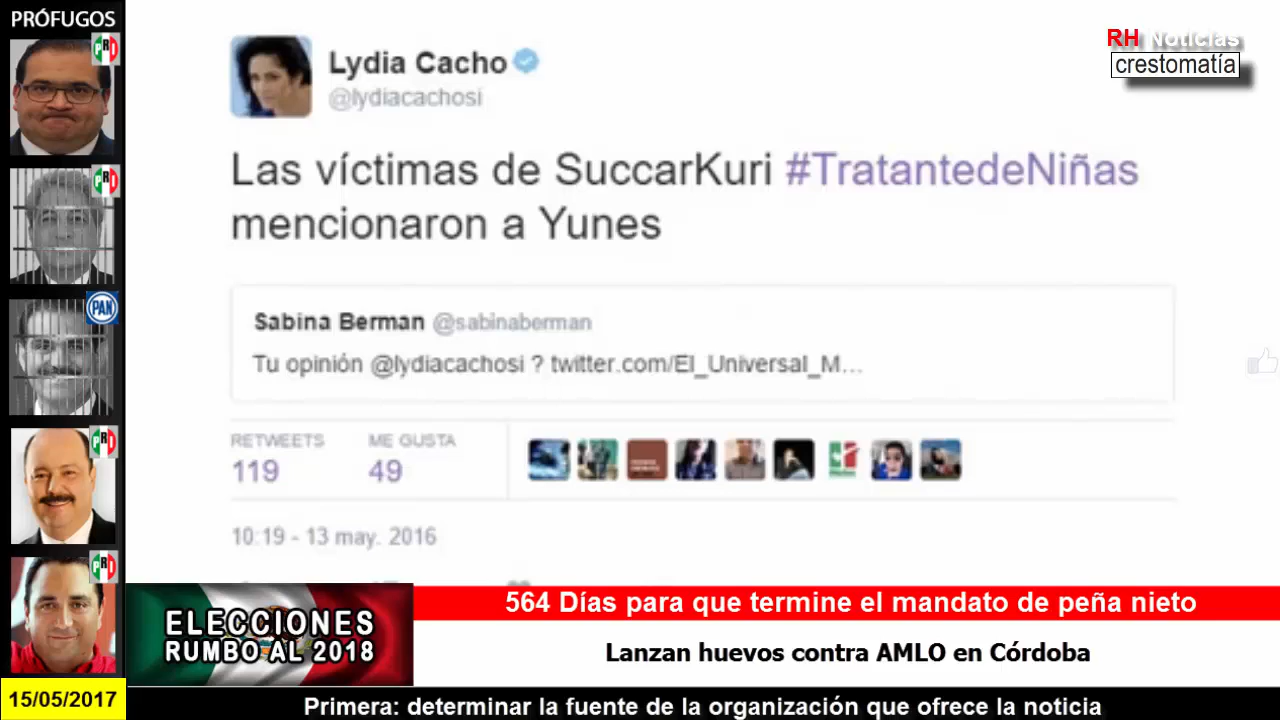 PRÓFUGOS
PRI
PRI
PAN
PRI
PRI
15/05/2017
RH Noticias
crestomatía
Lydia Cacho
@lydiacachosi
Las víctimas de SuccarKuri #TratantedeNiñas
mencionaron a Yunes
Sabina Berman @sabinaberman
Tu opinión @lydiacachosi ? twitter.com/El_Universal_M...
RETWEETS ME GUSTA
119 49
10:19 - 13 may. 2016
ELECCIONES
RUMBO AL 2018
564 Días para que termine el mandato de peña nieto
Lanzan huevos contra AMLO en Córdoba
Primera: determinar la fuente de la organización que ofrece la noticia